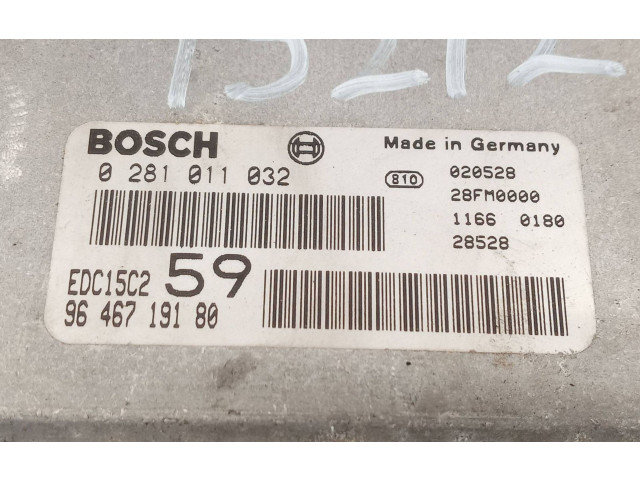 15212
BOSCH
Made in Germany
0 281 011 032
810
020528
28FM0000
1166 0180
28528
EDC15C2 59
96 467 191 80